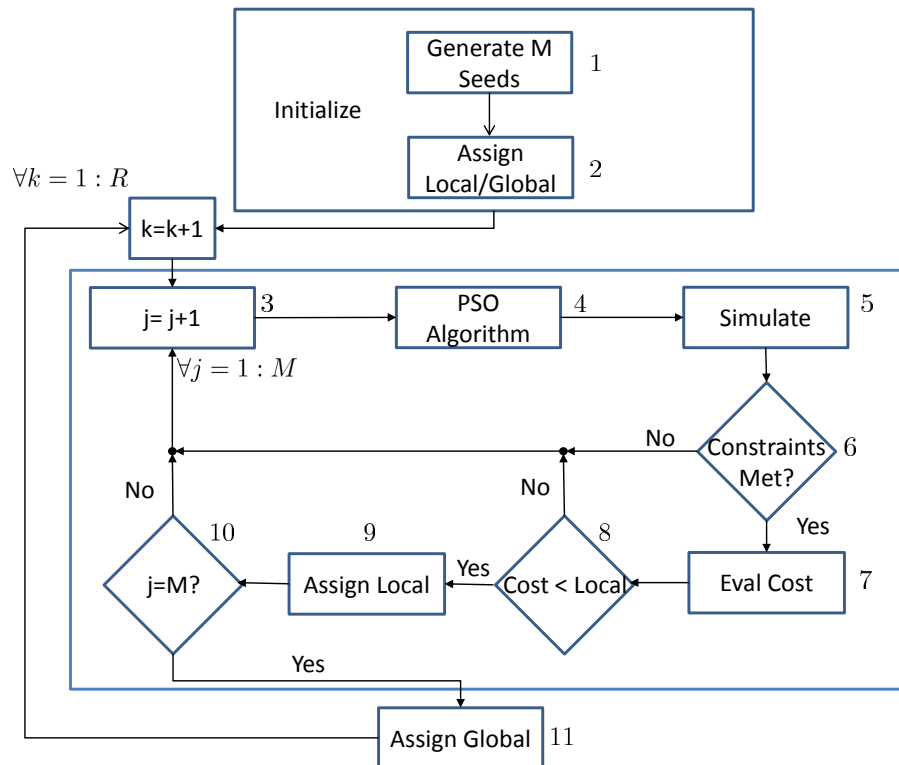 Generate M
Seeds
1
Initialize
Assign
Local/Global
2
∀k = 1 : R
k=k+1
j= j+1
3
PSO
Algorithm
4
Simulate
5
∀j = 1 : M
No
Constraints
Met?
6
No
No
Yes
10
9
8
j=M?
Assign Local
Yes
Cost < Local
Eval Cost
7
Yes
Assign Global
11